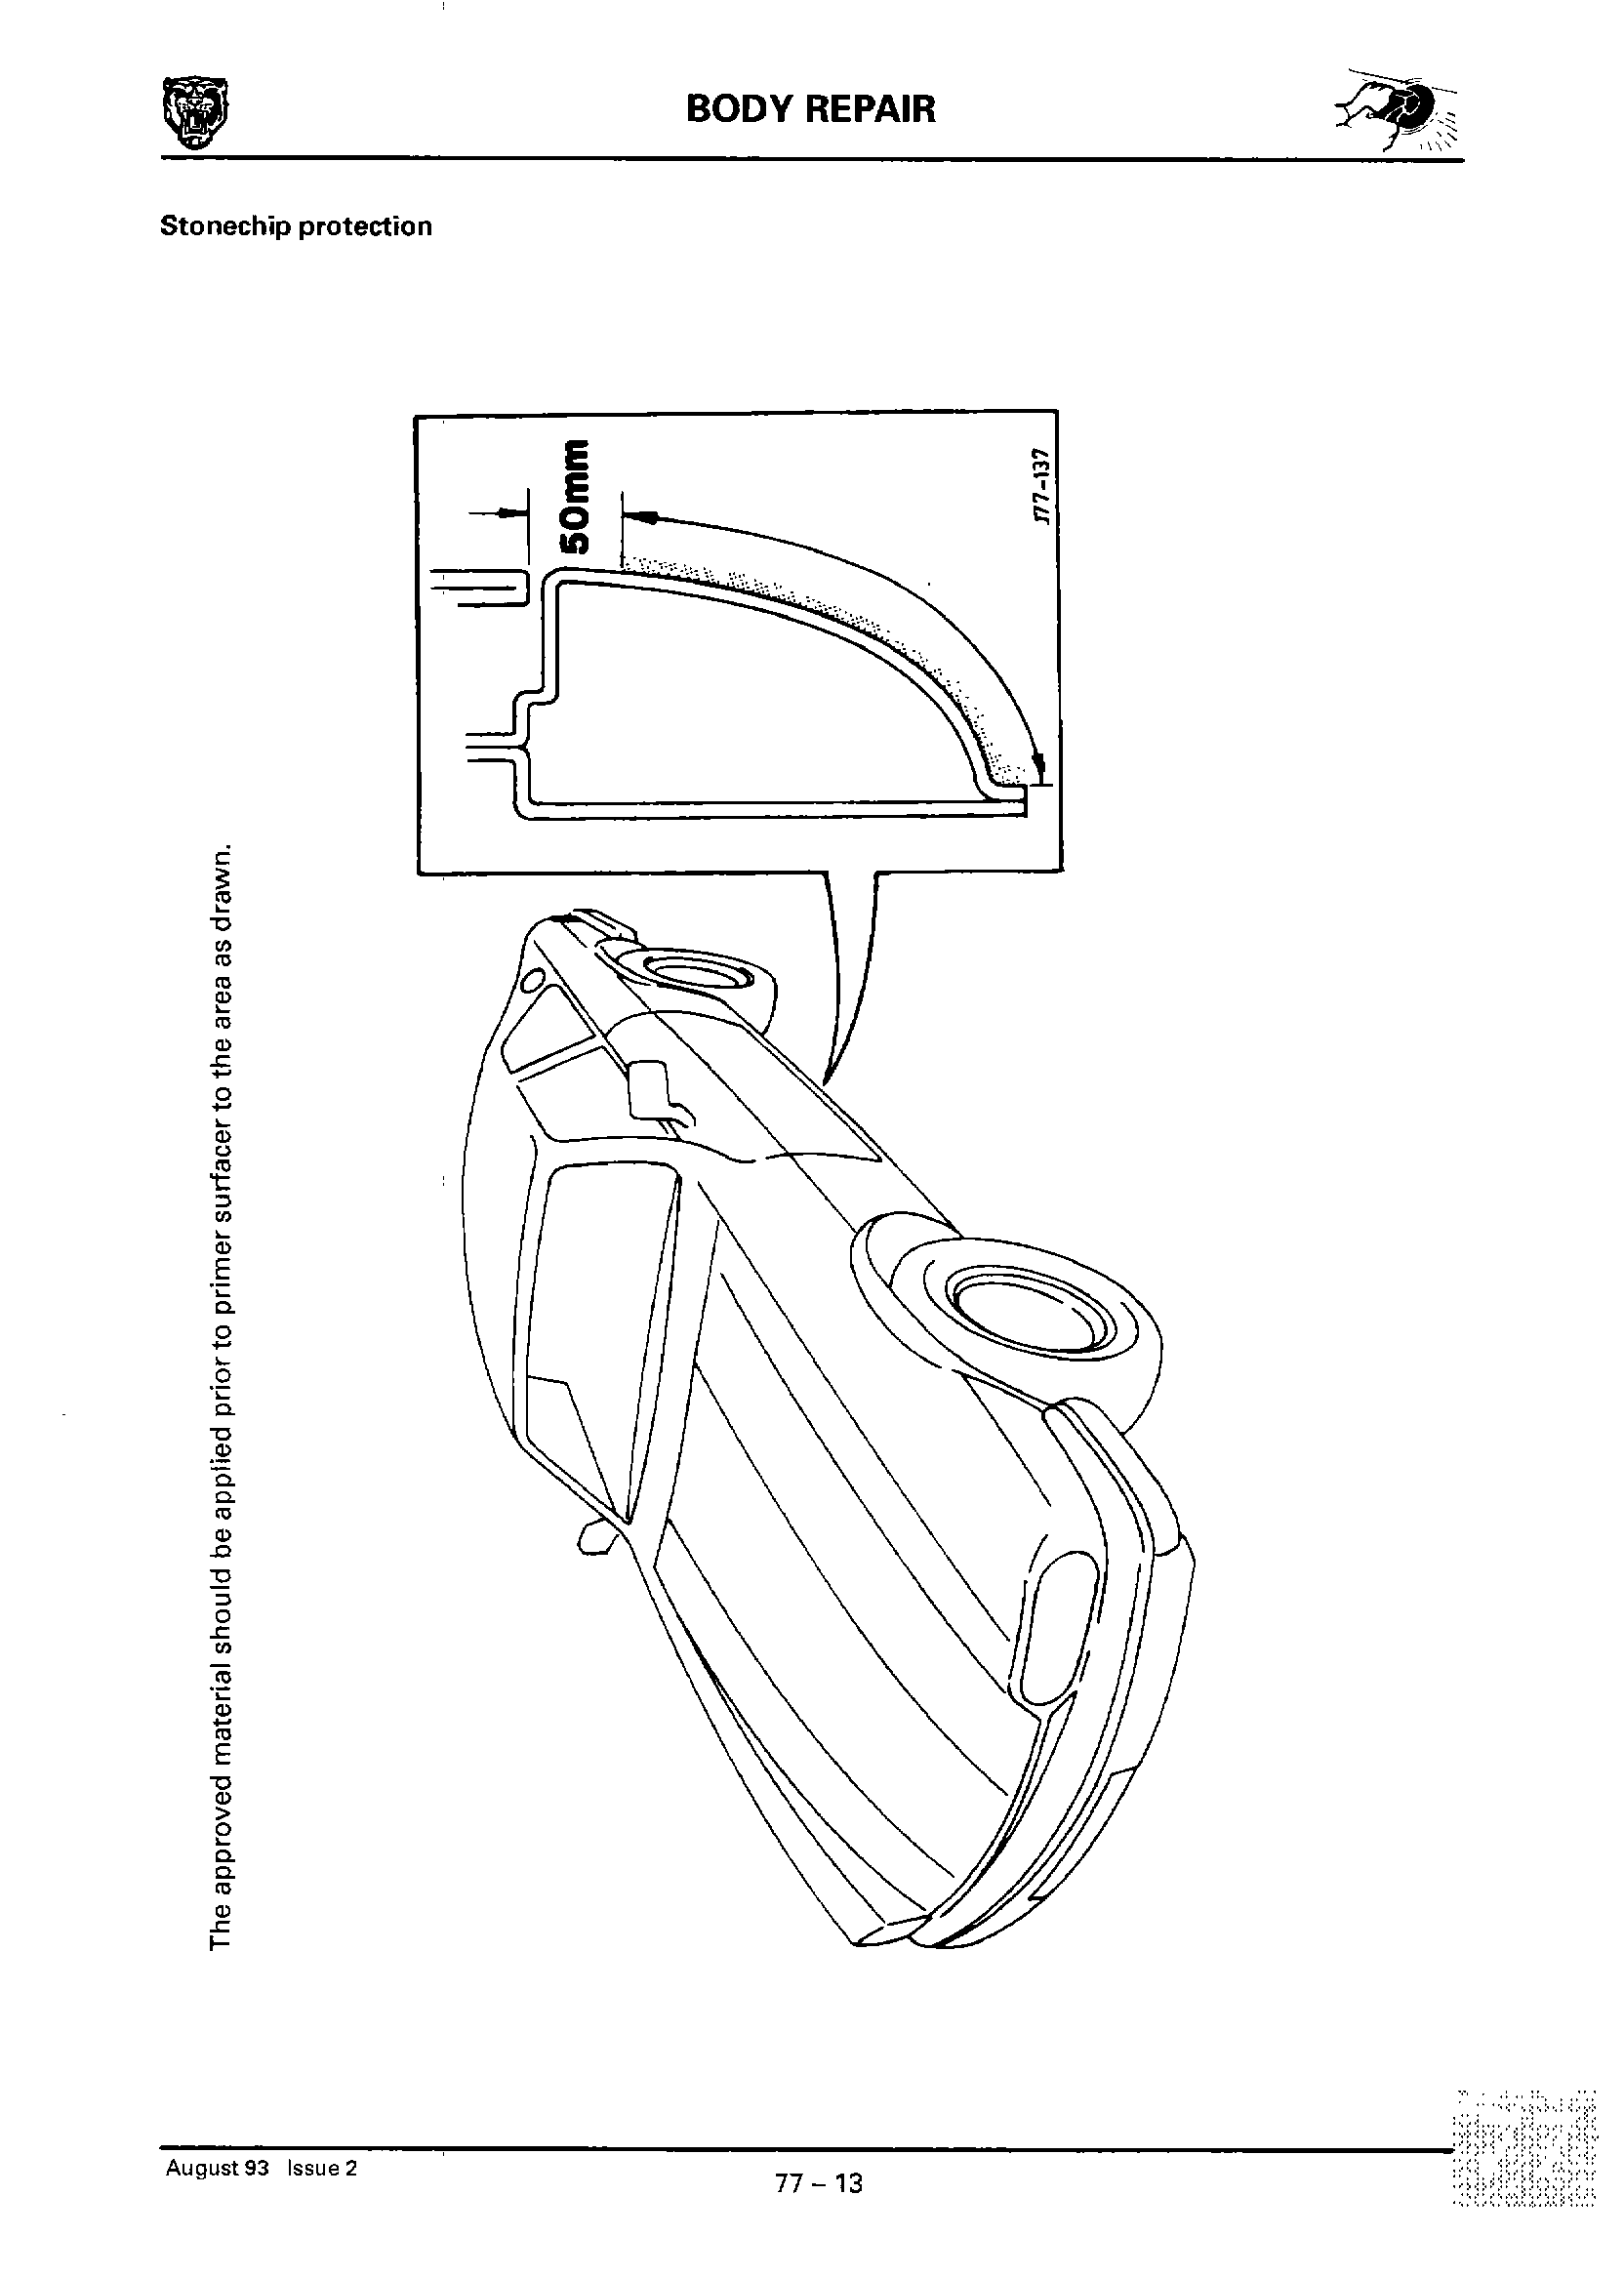 BODY REPAIR
Stonechip protection
50mm
J77-137
The approved material should be applied prior to primer surfacer to the area as drawn.
August 93 Issue 2
77 – 13